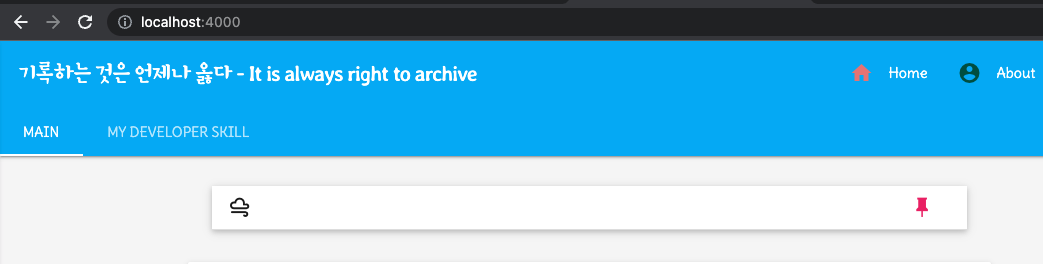 localhost:4000
기록하는 것은 언제나 옳다 - It is always right to archive
Home
About
MAIN
MY DEVELOPER SKILL